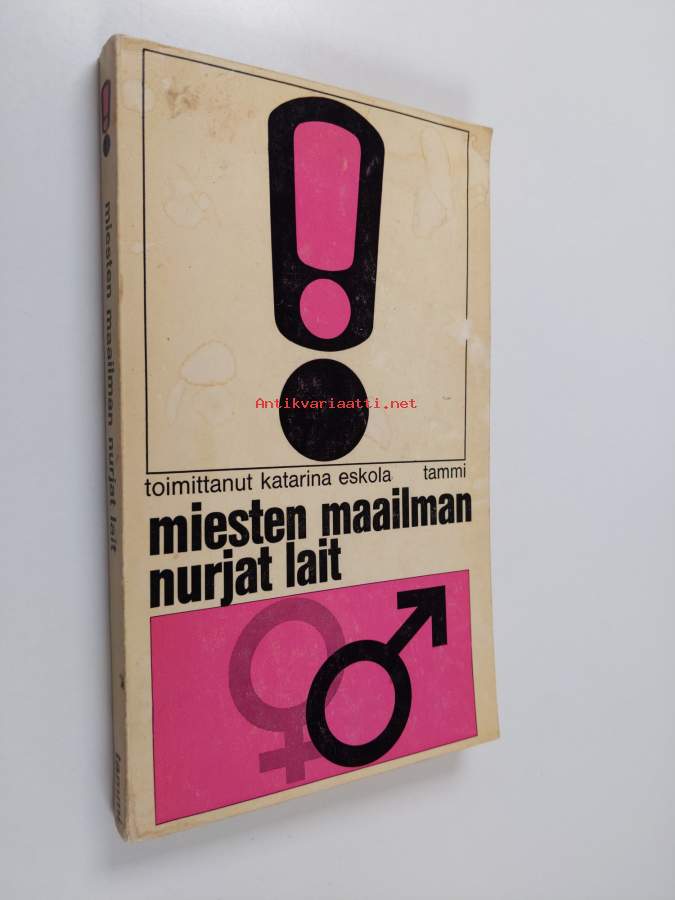 miesten maailman nurjat lait
tammi
Antikvariaatti.net
toimittanut katarina eskola tammi
miesten maailman
nurjat lait